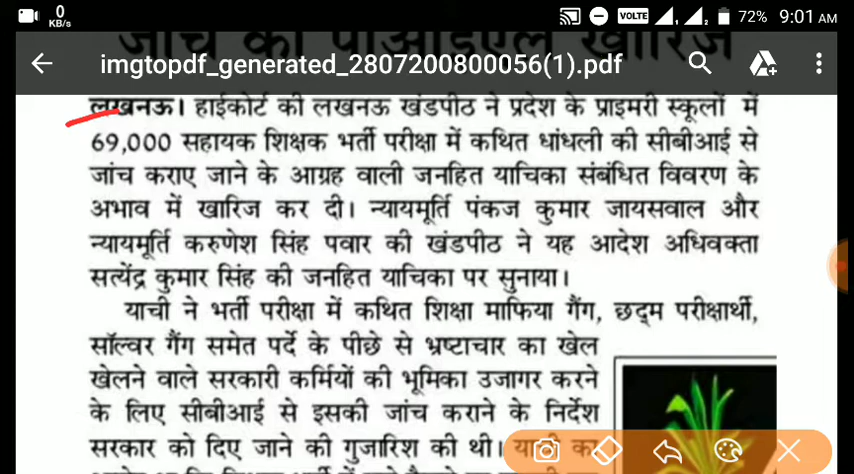 0
KB/s
VOLTE
1
2
72%
9:01 AM
जांच की पीआईएल खारिज
imgtopdf_generated_2807200800056(1).pdf
लखनऊ। हाईकोर्ट की लखनऊ खंडपीठ ने प्रदेश के प्राइमरी स्कूलों में
69,000 सहायक शिक्षक भर्ती परीक्षा में कथित धांधली की सीबीआई से
जांच कराए जाने के आग्रह वाली जनहित याचिका संबंधित विवरण के
अभाव में खारिज कर दी। न्यायमूर्ति पंकज कुमार जायसवाल और
न्यायमूर्ति करुणेश सिंह पवार की खंडपीठ ने यह आदेश अधिवक्ता
सत्येंद्र कुमार सिंह की जनहित याचिका पर सुनाया।
याची ने भर्ती परीक्षा में कथित शिक्षा माफिया गैंग, छद्म परीक्षार्थी,
सॉल्वर गैंग समेत पर्दे के पीछे से भ्रष्टाचार का खेल
खेलने वाले सरकारी कर्मियों की भूमिका उजागर करने
के लिए सीबीआई से इसकी जांच कराने के निर्देश
सरकार को दिए जाने की गुजारिश की थी। याची का